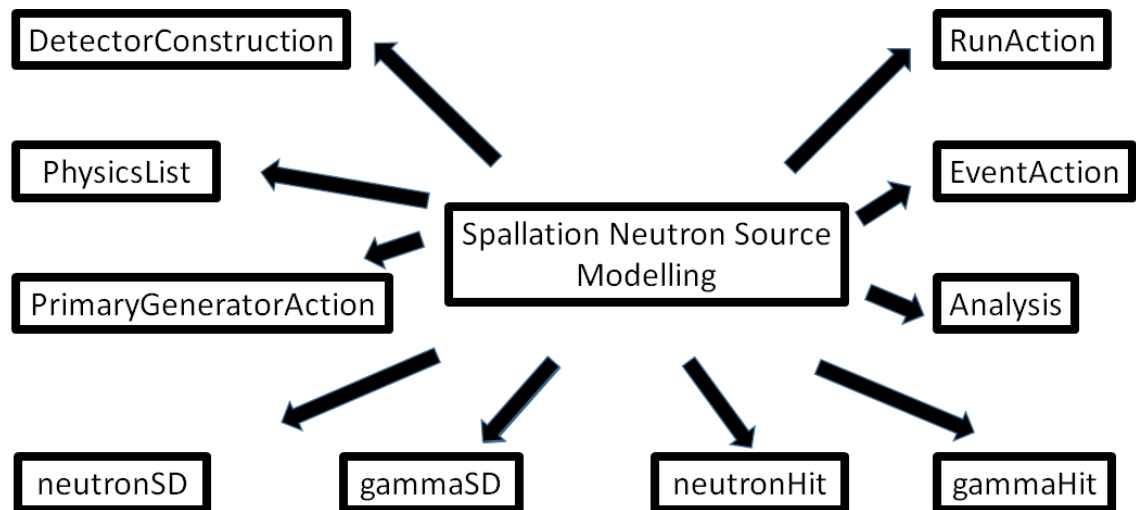 DetectorConstruction
RunAction
PhysicsList
EventAction
Spallation Neutron Source
Modelling
PrimaryGeneratorAction
Analysis
neutronSD
gammaSD
neutronHit
gammaHit